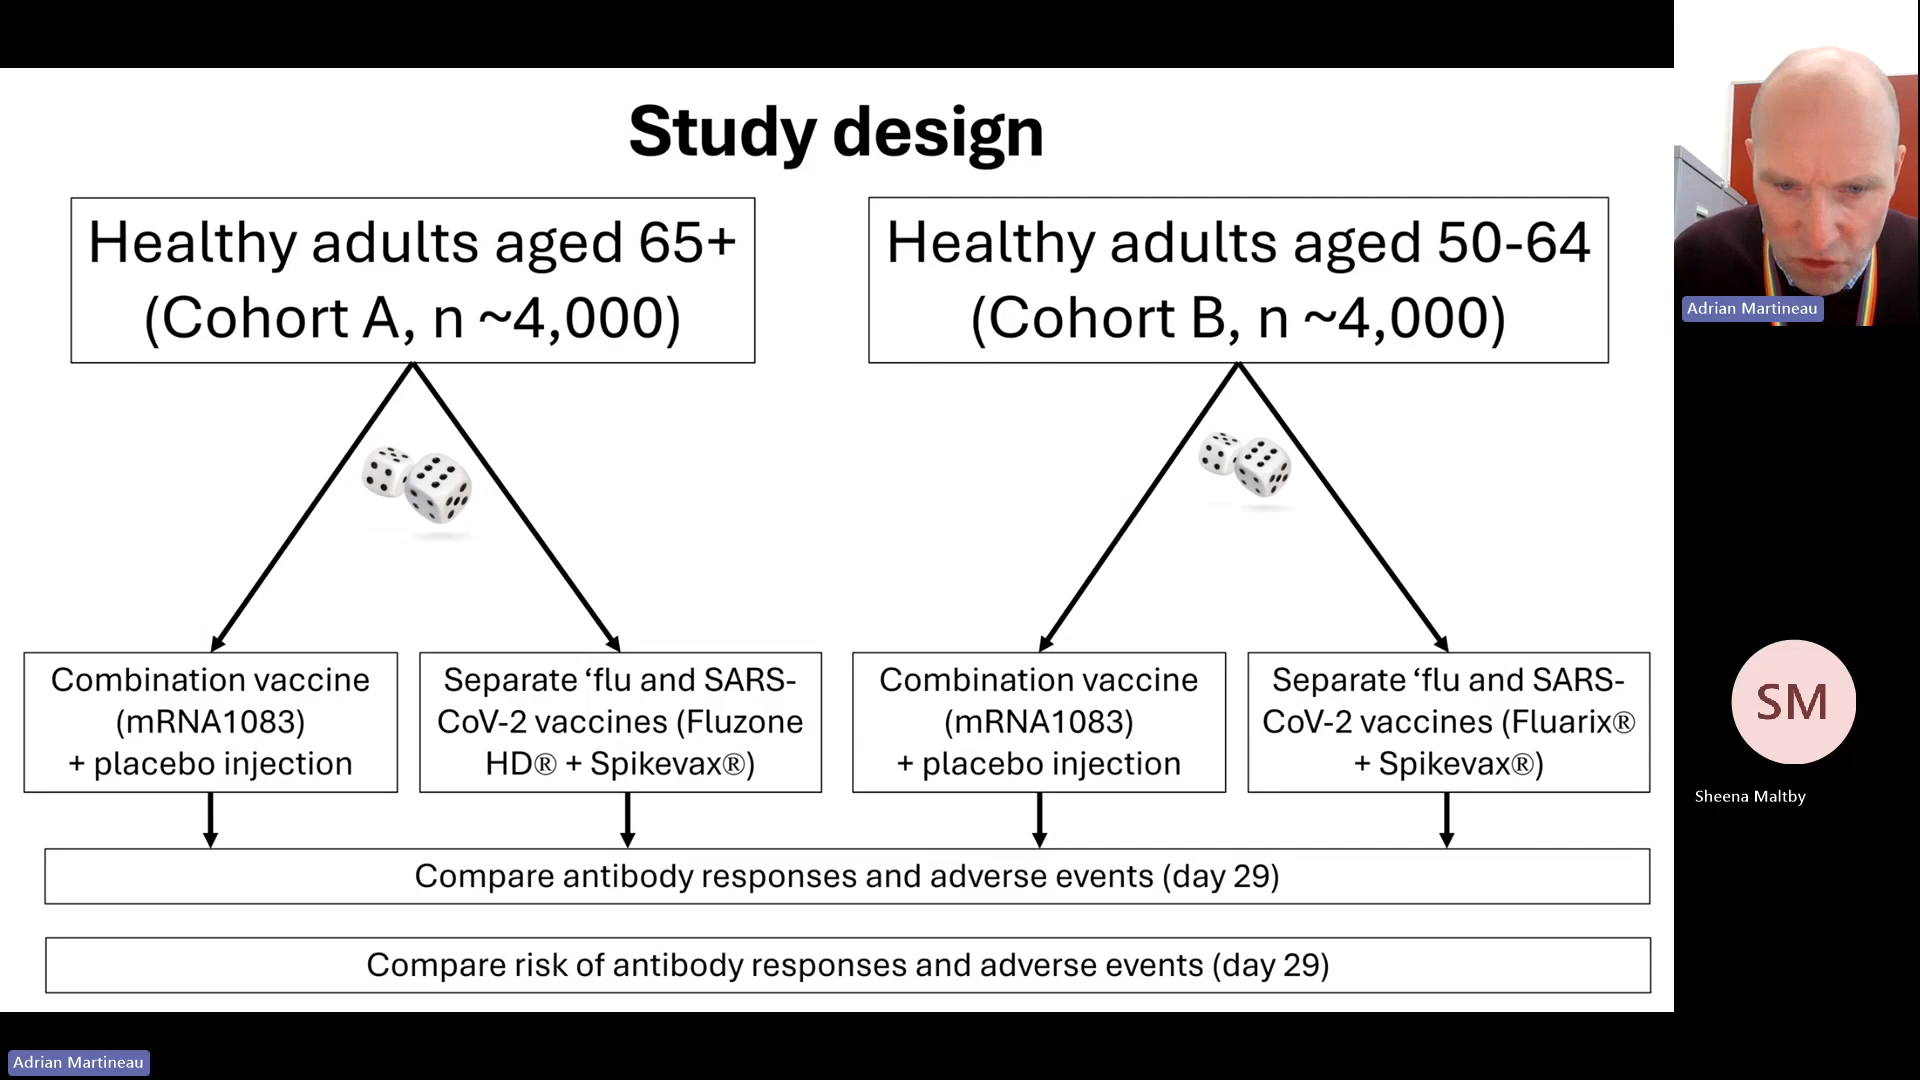 Study design
Healthy adults aged 65+
(Cohort A, n ~4,000)
Healthy adults aged 50-64
(Cohort B, n ~4,000)
Combination vaccine
(mRNA1083)
+ placebo injection
Separate ‘flu and SARS-
CoV-2 vaccines (Fluzone
HD® + Spikevax®)
Combination vaccine
(mRNA1083)
+ placebo injection
Separate ‘flu and SARS-
CoV-2 vaccines (Fluarix®
+ Spikevax®)
Compare antibody responses and adverse events (day 29)
Compare risk of antibody responses and adverse events (day 29)
Adrian Martineau
SM
Sheena Maltby
Adrian Martineau